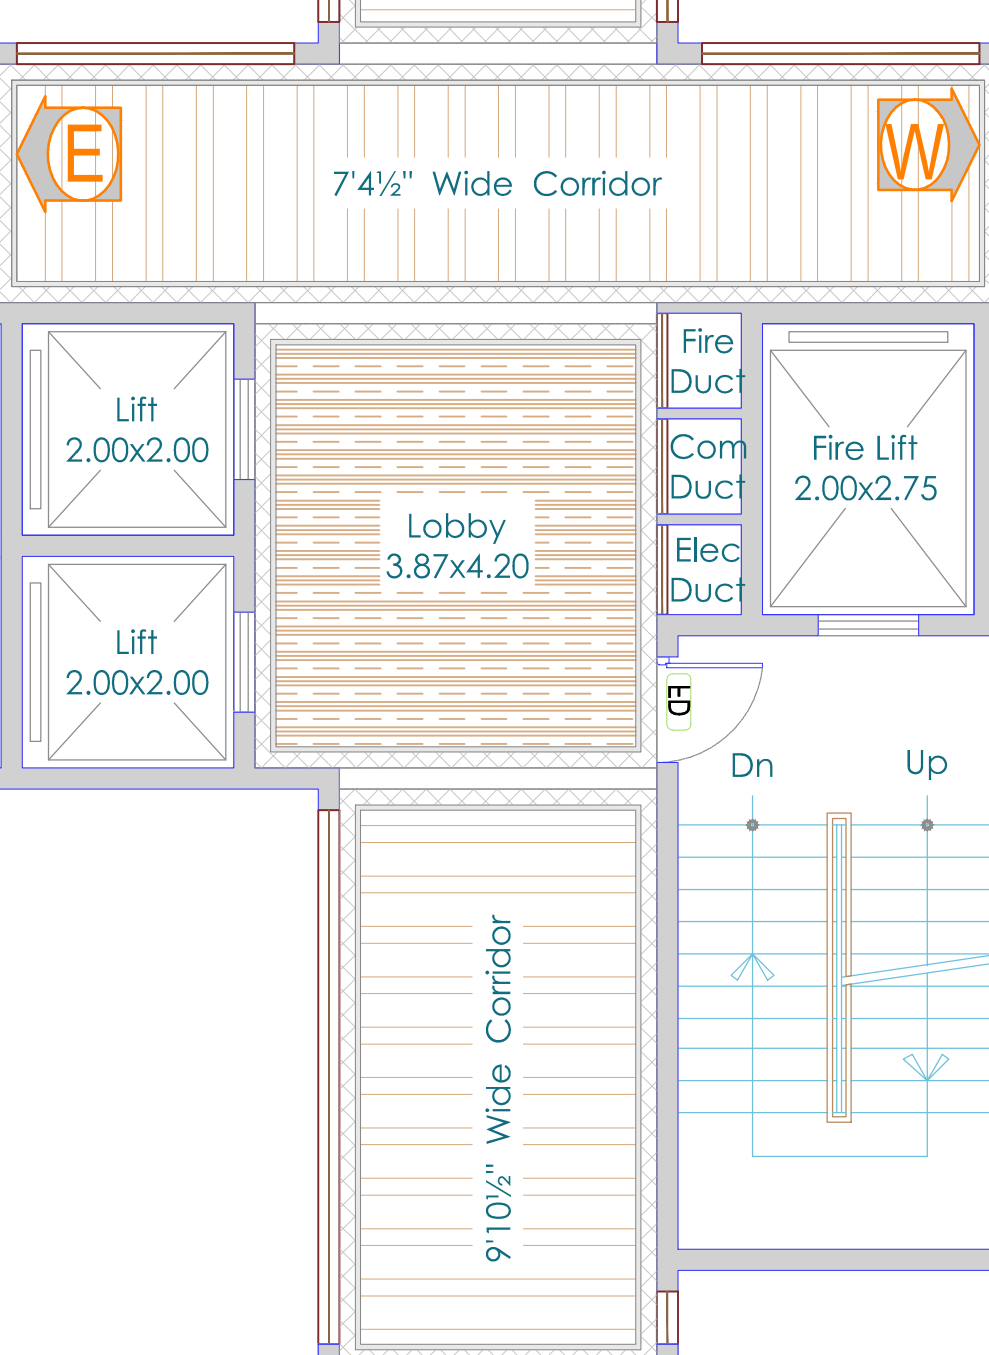 E
W
7'4½" Wide Corridor
Fire
Duct
Lift
2.00x2.00
Com
Duct
Fire Lift
2.00x2.75
Lobby
3.87x4.20
Elec
Duct
Lift
2.00x2.00
ED
Dn
Up
9'10½" Wide Corridor